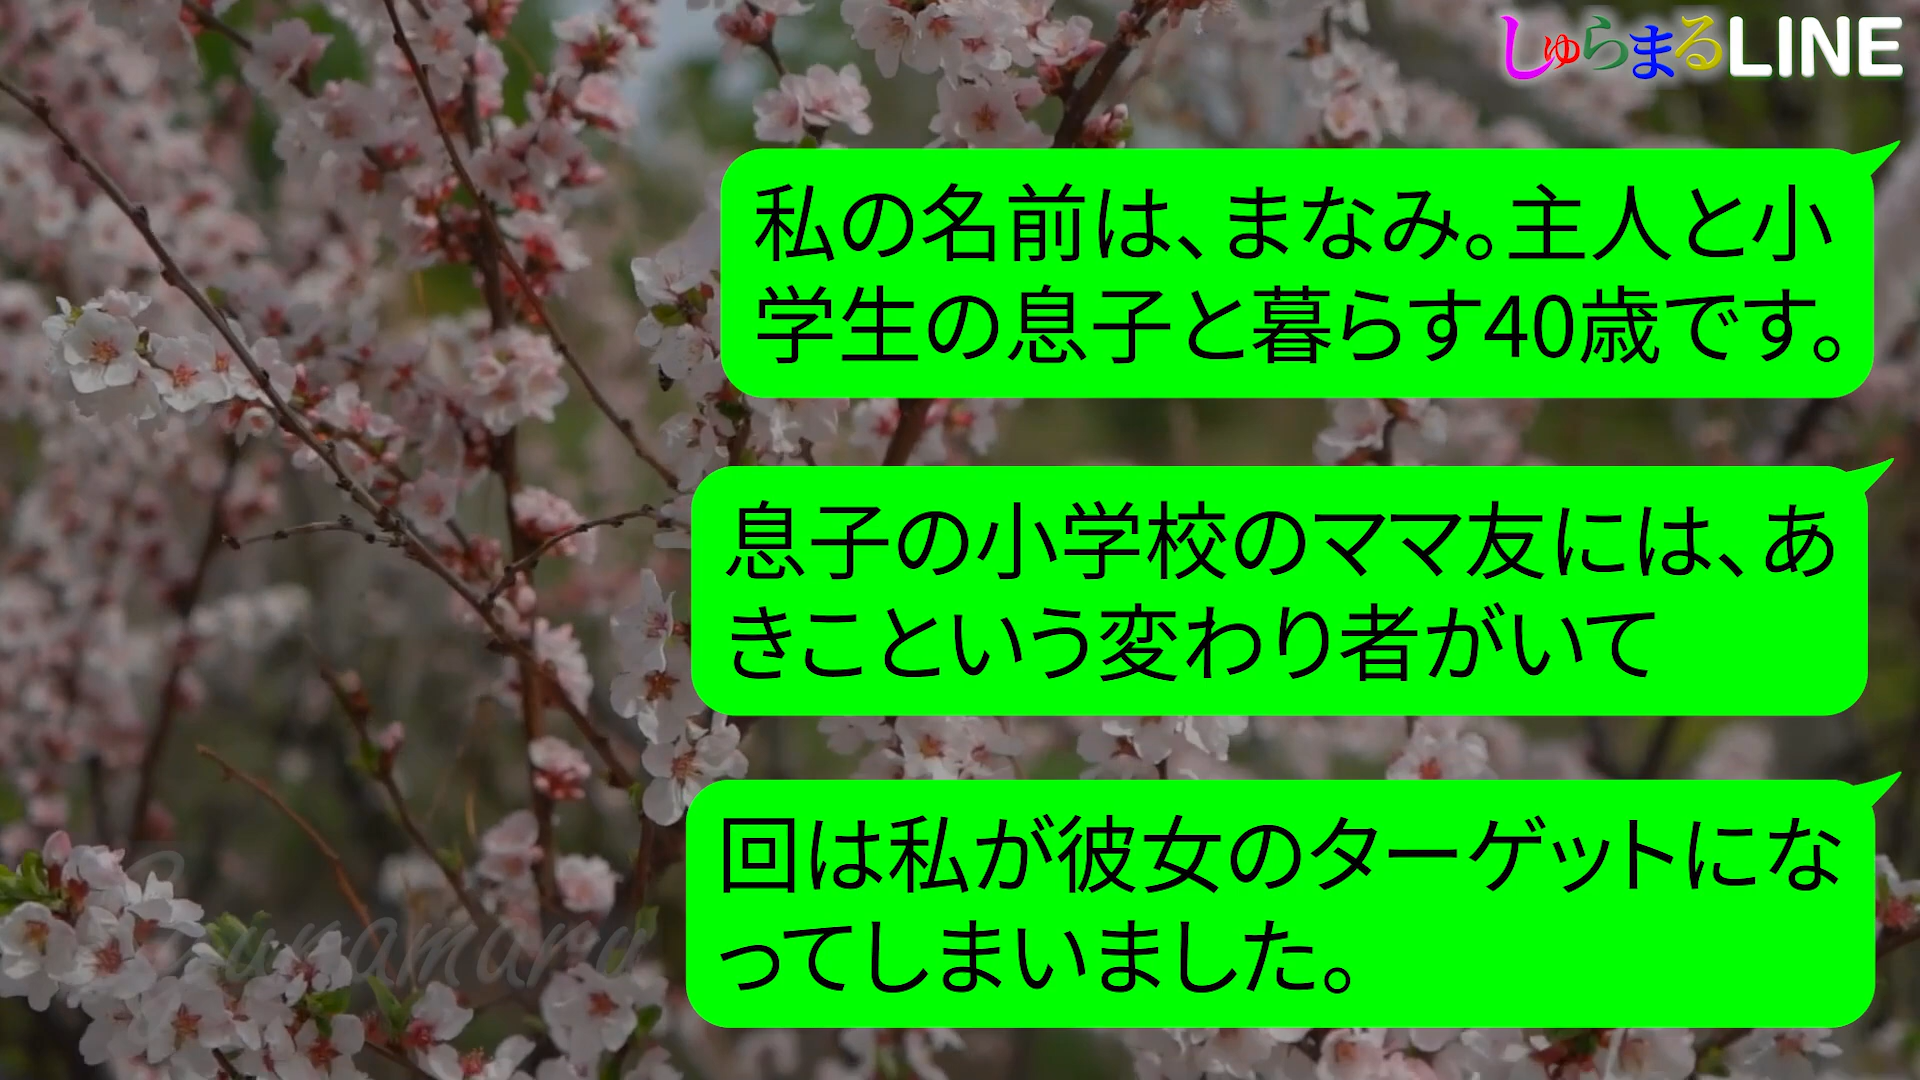 しゅらまるLINE
私の名前は、まなみ。主人と小
学生の息子と暮らす40歳です。
息子の小学校のママ友には、あ
きこという変わり者がいて
回は私が彼女のターゲットにな
ってしまいました。